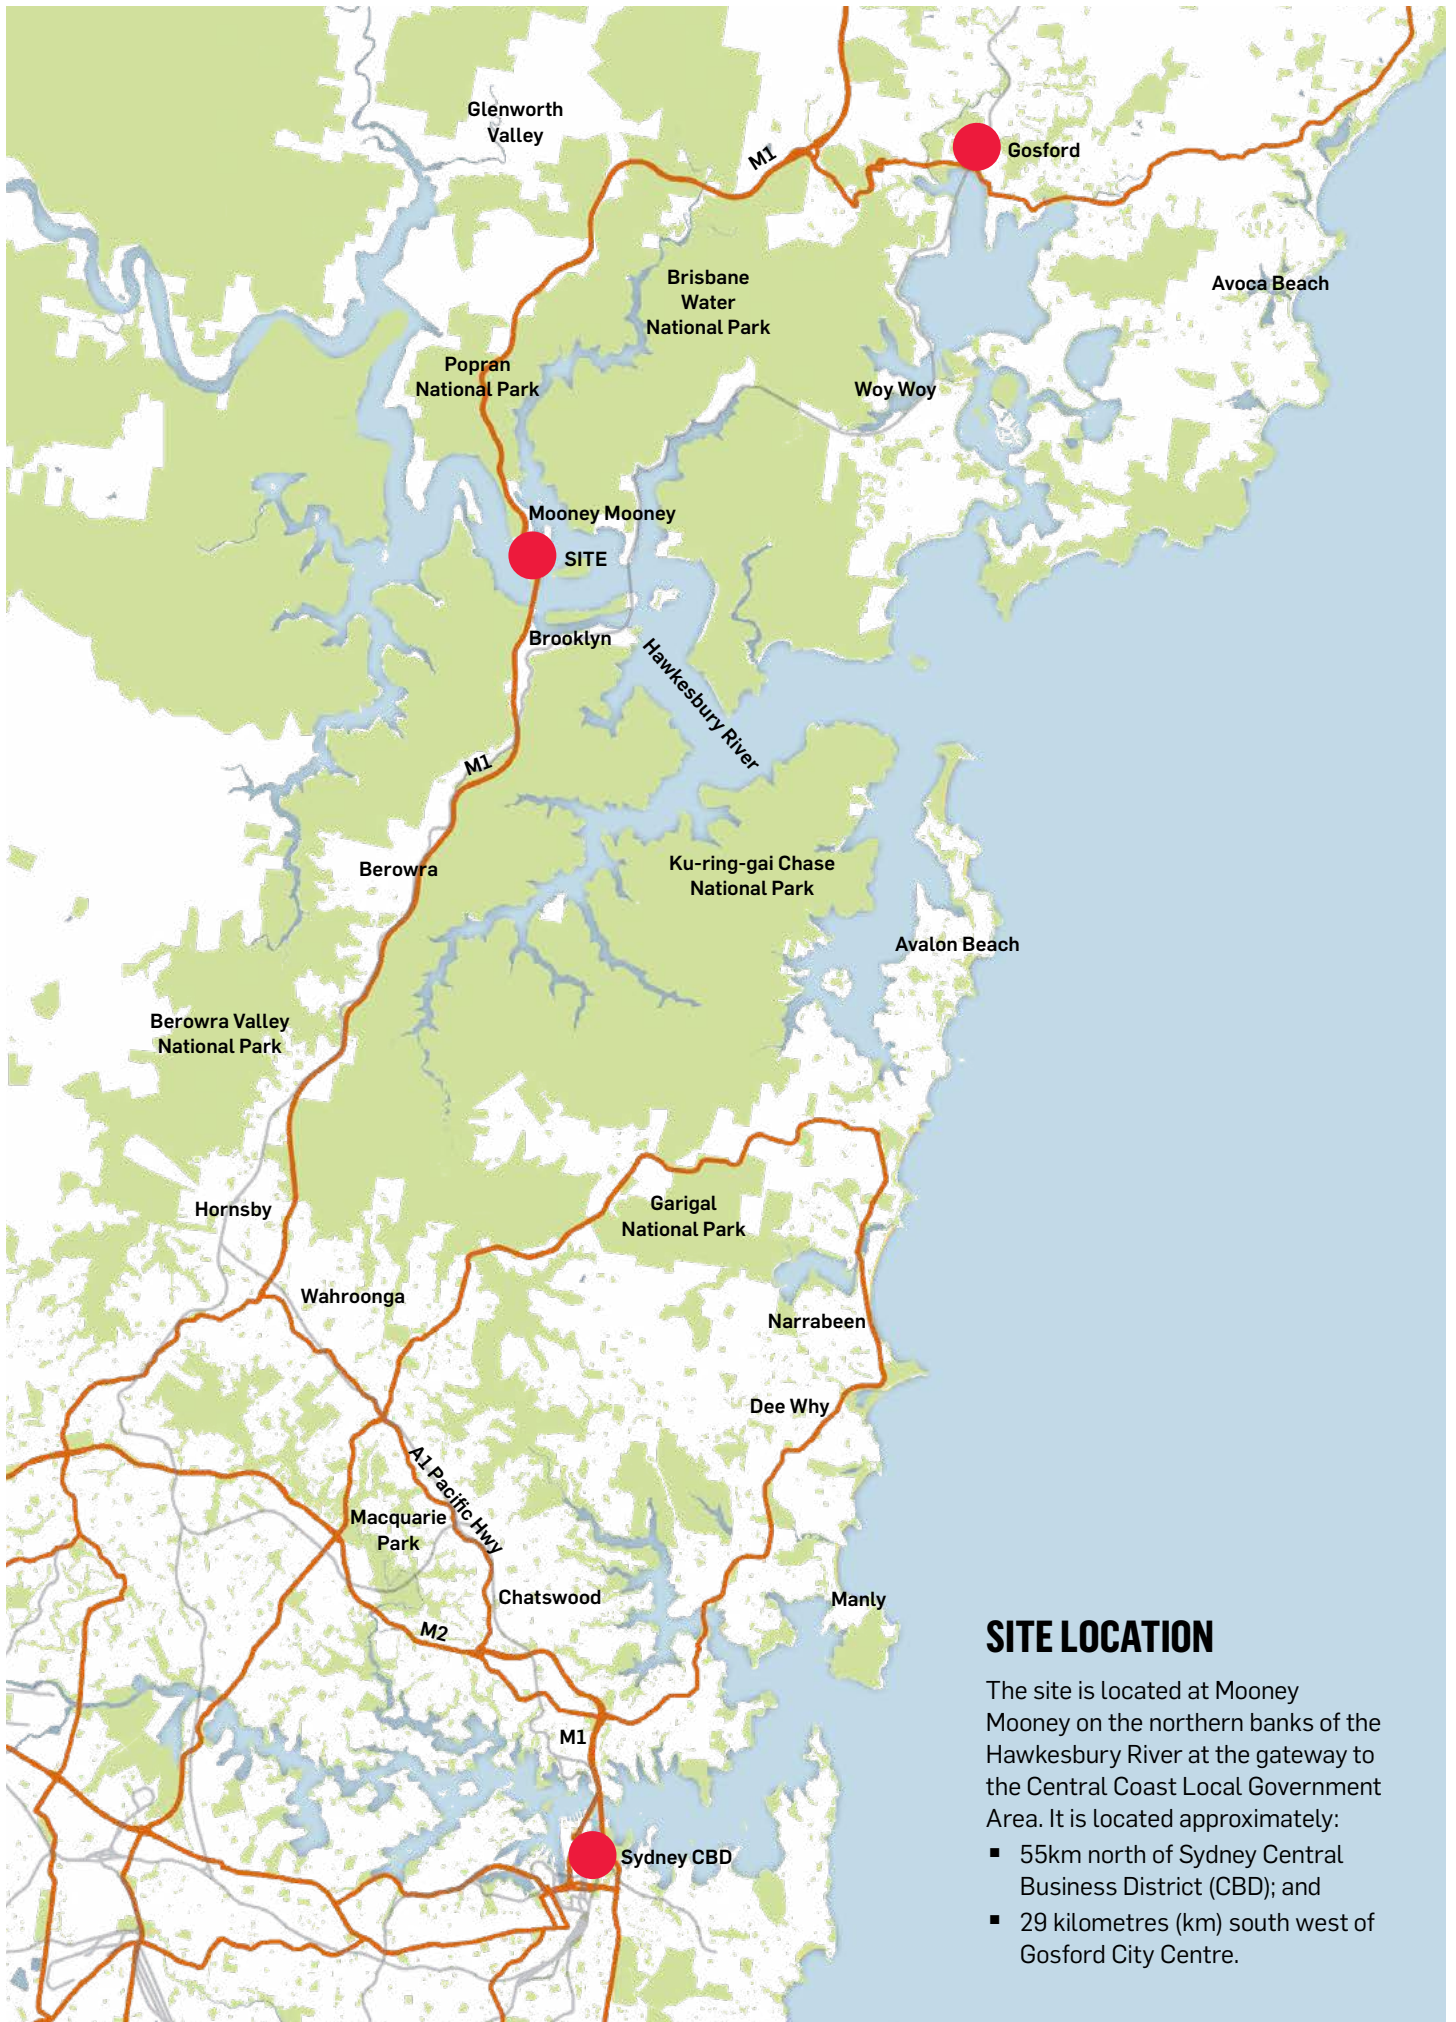 Glenworth
Valley
M1
Gosford
Brisbane
Water
National Park
Avoca Beach
Popran
National Park
Woy Woy
Mooney Mooney
SITE
Brooklyn
Hawkesbury River
M1
Berowra
Ku-ring-gai Chase
National Park
Avalon Beach
Berowra Valley
National Park
Hornsby
Garigal
National Park
Wahroonga
Narrabeen
Dee Why
A1 Pacific Hwy
Macquarie
Park
Chatswood
Manly
M2
M1
Sydney CBD
SITE LOCATION
The site is located at Mooney
Mooney on the northern banks of the
Hawkesbury River at the gateway to
the Central Coast Local Government
Area. It is located approximately:
▪ 55km north of Sydney Central
Business District (CBD); and
▪ 29 kilometres (km) south west of
Gosford City Centre.